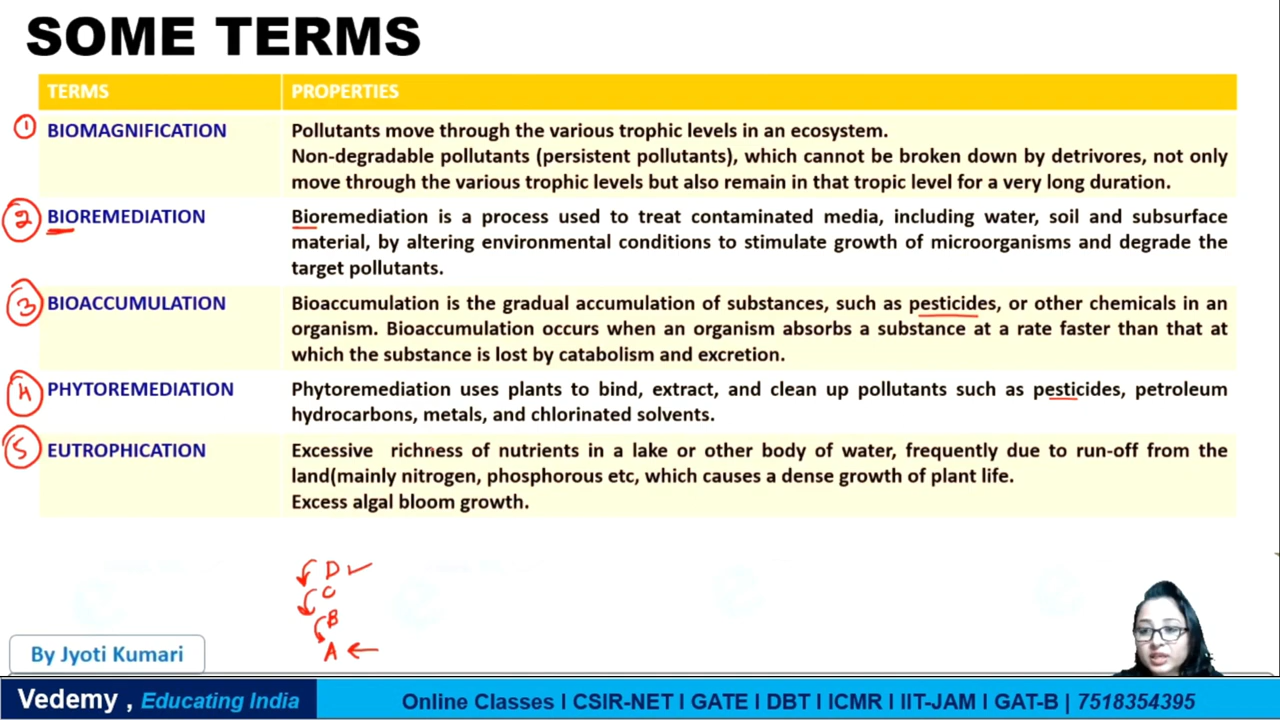 SOME TERMS
TERMS PROPERTIES
1 BIOMAGNIFICATION Pollutants move through the various trophic levels in an ecosystem.
Non-degradable pollutants (persistent pollutants), which cannot be broken down by detrivores, not only
move through the various trophic levels but also remain in that tropic level for a very long duration.
2 BIOREMEDIATION Bioremediation is a process used to treat contaminated media, including water, soil and subsurface
material, by altering environmental conditions to stimulate growth of microorganisms and degrade the
target pollutants.
3 BIOACCUMULATION Bioaccumulation is the gradual accumulation of substances, such as pesticides, or other chemicals in an
organism. Bioaccumulation occurs when an organism absorbs a substance at a rate faster than that at
which the substance is lost by catabolism and excretion.
4 PHYTOREMEDIATION Phytoremediation uses plants to bind, extract, and clean up pollutants such as pesticides, petroleum
hydrocarbons, metals, and chlorinated solvents.
5 EUTROPHICATION Excessive richness of nutrients in a lake or other body of water, frequently due to run-off from the
land(mainly nitrogen, phosphorous etc, which causes a dense growth of plant life.
Excess algal bloom growth.
D
C
B
A
By Jyoti Kumari
Vedemy , Educating India Online Classes I CSIR-NET I GATE I DBT I ICMR I IIT-JAM I GAT-B | 7518354395